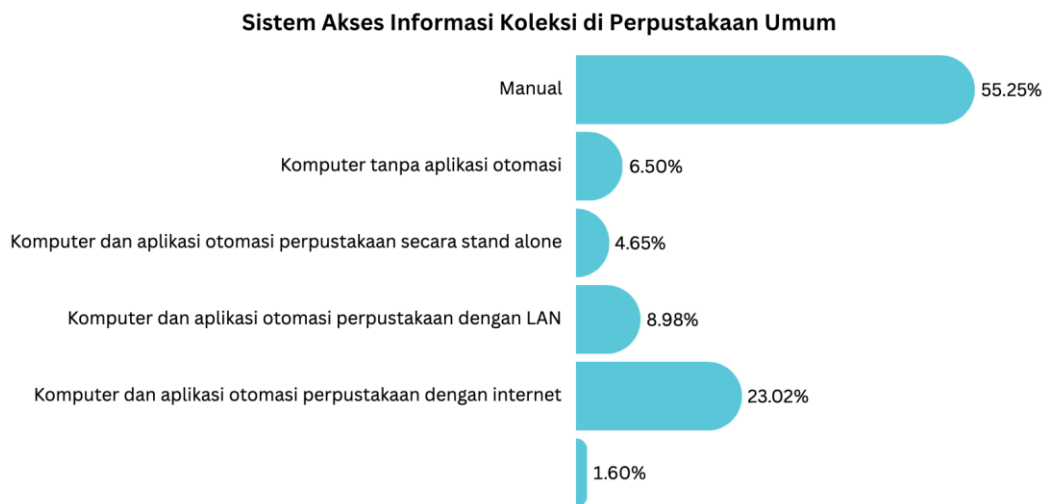 Sistem Akses Informasi Koleksi di Perpustakaan Umum
Manual
55.25%
Komputer tanpa aplikasi otomasi
6.50%
Komputer dan aplikasi otomasi perpustakaan secara stand alone
4.65%
Komputer dan aplikasi otomasi perpustakaan dengan LAN
8.98%
Komputer dan aplikasi otomasi perpustakaan dengan internet
23.02%
1.60%